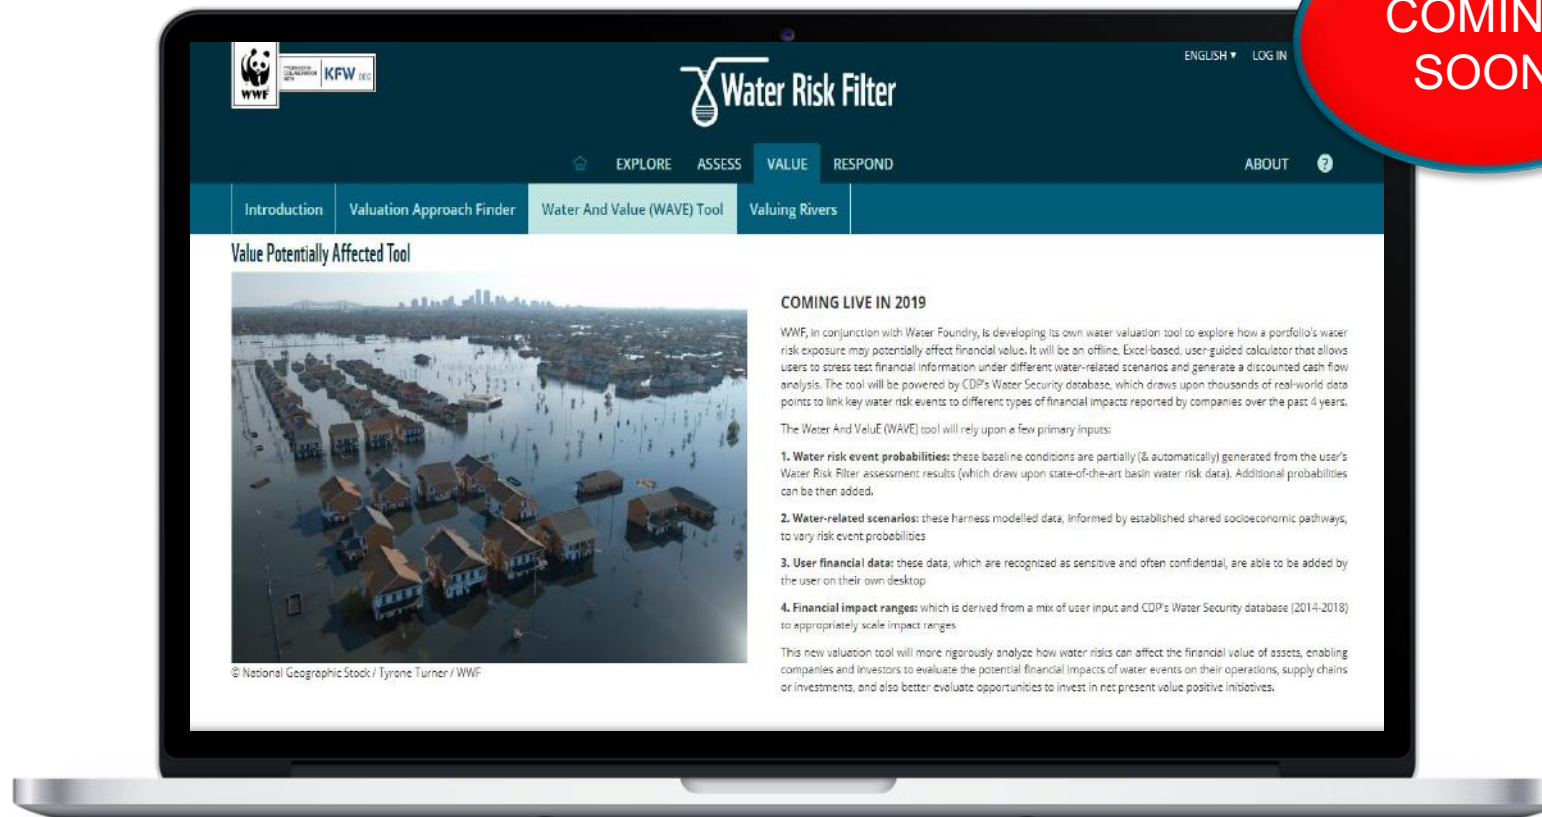 COMIN
SOON
WWF
KFW DEG
Water Risk Filter
ENGLISH ▾ LOG IN
EXPLORE ASSESS VALUE RESPOND
ABOUT ?
Introduction Valuation Approach Finder Water And Value (WAVE) Tool Valuing Rivers
Value Potentially Affected Tool
COMING LIVE IN 2019
WWF, in conjunction with Water Foundry, is developing its own water valuation tool to explore how a portfolio's water
risk exposure may potentially affect financial value. It will be an offline, Excel-based, user-guided calculator that allows
users to stress test financial information under different water-related scenarios and generate a discounted cash flow
analysis. The tool will be powered by CDP's Water Security database, which draws upon thousands of real-world data
points to link key water risk events to different types of financial impacts reported by companies over the past 4 years.
The Water And ValuE (WAVE) tool will rely upon a few primary inputs:
1. Water risk event probabilities: these baseline conditions are partially (& automatically) generated from the user's
Water Risk Filter assessment results (which draw upon state-of-the-art basin water risk data). Additional probabilities
can be then added.
2. Water-related scenarios: these harness modelled data, informed by established shared socioeconomic pathways,
to vary risk event probabilities
3. User financial data: these data, which are recognized as sensitive and often confidential, are able to be added by
the user on their own desktop
4. Financial impact ranges: which is derived from a mix of user input and CDP's Water Security database (2014-2018)
to appropriately scale impact ranges
This new valuation tool will more rigorously analyze how water risks can affect the financial value of assets, enabling
companies and investors to evaluate the potential financial impacts of water events on their operations, supply chains
or investments, and also better evaluate opportunities to invest in net present value positive initiatives.
© National Geographic Stock / Tyrone Turner / WWF